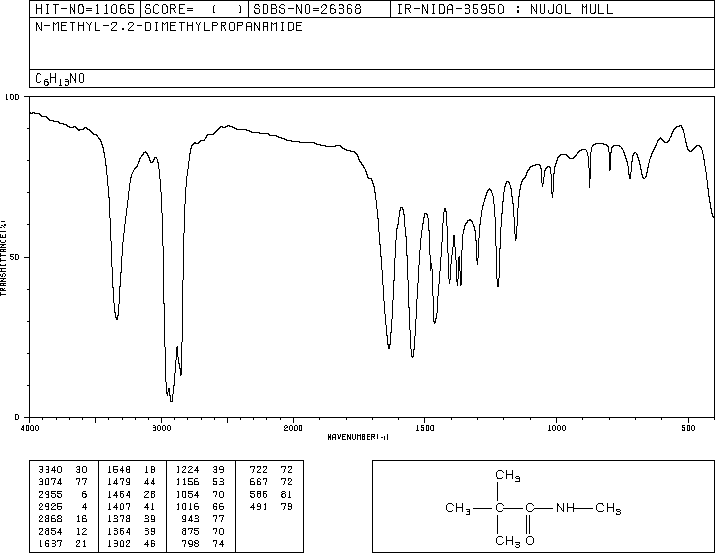 HIT-NO=11065 SCORE= ( ) SDBS-NO=26368 IR-NIDA-35950 : NUJOL MULL
N-METHYL-2.2-DIMETHYLPROPANAMIDE
C6H13NO
100
50
0
TRANSMITTANCE(%)
4000 3000 2000 1500 1000 500
WAVENUMBER(-1)
3340 30 1548 18 1224 39 722 72
3074 77 1479 44 1156 53 667 72
2955 6 1464 28 1054 70 586 81
2925 4 1407 41 1016 66 491 79
2868 16 1378 39 943 77
2854 12 1364 39 875 70
1637 21 1302 46 798 74
CH3
CH3 C C NH CH3
CH3 O